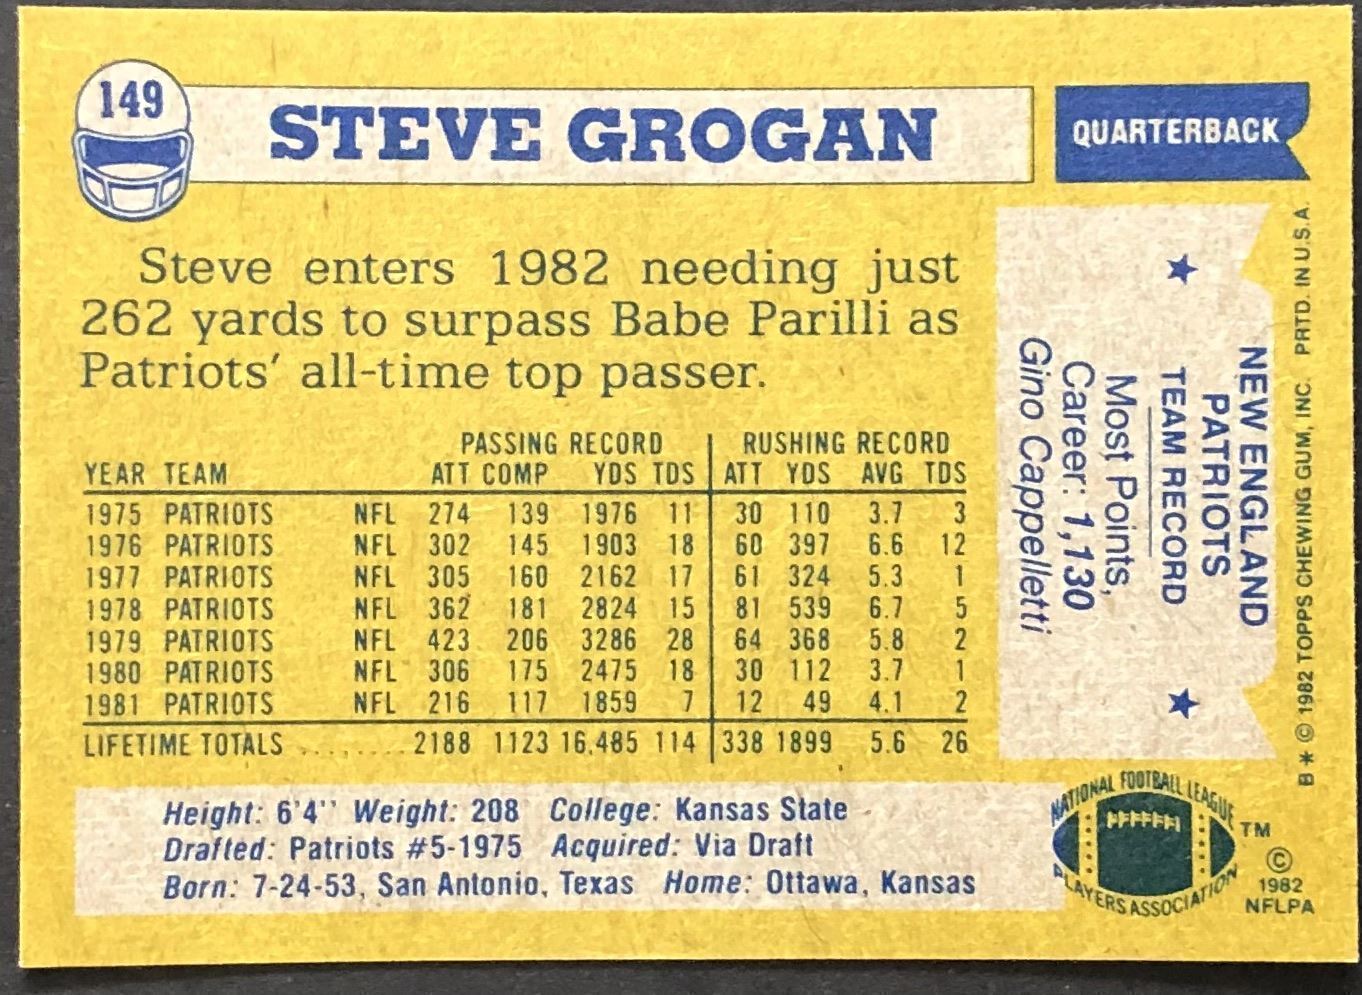 149
STEVE GROGAN
QUARTERBACK
Steve enters 1982 needing just
262 yards to surpass Babe Parilli as
Patriots' all-time top passer.
PASSING RECORD RUSHING RECORD
YEAR TEAM ATT COMP YDS TDS ATT YDS AVG TDS
1975 PATRIOTS NFL 274 139 1976 11 30 110 3.7 3
1976 PATRIOTS NFL 302 145 1903 18 60 397 6.6 12
1977 PATRIOTS NFL 305 160 2162 17 61 324 5.3 1
1978 PATRIOTS NFL 362 181 2824 15 81 539 6.7 5
1979 PATRIOTS NFL 423 206 3286 28 64 368 5.8 2
1980 PATRIOTS NFL 306 175 2475 18 30 112 3.7 1
1981 PATRIOTS NFL 216 117 1859 7 12 49 4.1 2
LIFETIME TOTALS ........ 2188 1123 16,485 114 338 1899 5.6 26
NEW ENGLAND
PATRIOTS
TEAM RECORD
Most Points,
Career: 1,130
Gino Cappelletti
B * © 1982 TOPPS CHEWING GUM, INC. PRTD. IN U.S.A.
Height: 6'4" Weight: 208 College: Kansas State
Drafted: Patriots #5-1975 Acquired: Via Draft
Born: 7-24-53, San Antonio, Texas Home: Ottawa, Kansas
NATIONAL FOOTBALL LEAGUE
PLAYERS ASSOCIATION
TM
©
1982
NFLPA